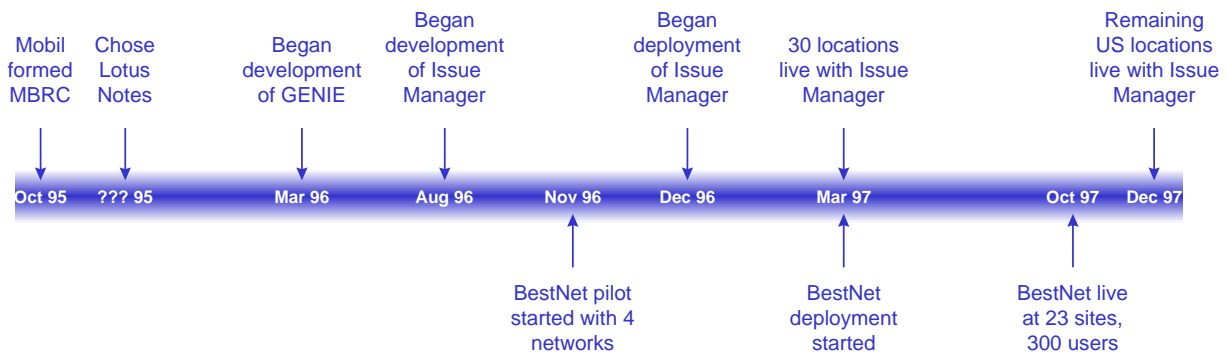 Mobil
formed
MBRC
Chose
Lotus
Notes
Began
development
of GENIE
Began
development
of Issue
Manager
Began
deployment
of Issue
Manager
30 locations
live with Issue
Manager
Remaining
US locations
live with Issue
Manager
Oct 95
??? 95
Mar 96
Aug 96
Nov 96
Dec 96
Mar 97
Oct 97
Dec 97
BestNet pilot
started with 4
networks
BestNet
deployment
started
BestNet live
at 23 sites,
300 users